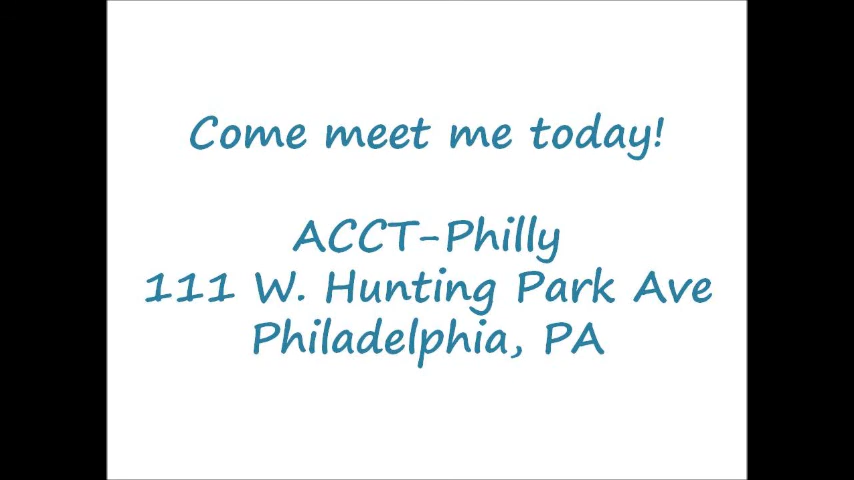 Come meet me today!
ACCT-Philly
111 W. Hunting Park Ave
Philadelphia, PA